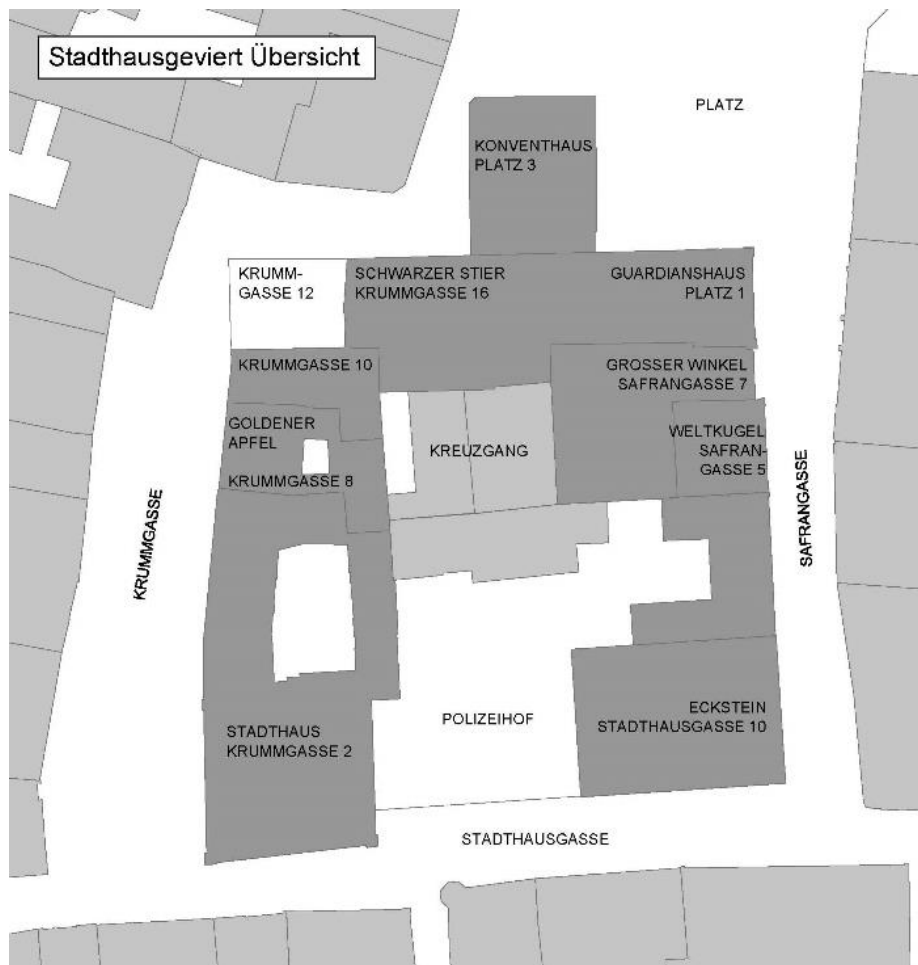 Stadthausgeviert Übersicht
PLATZ
KONVENTHAUS
PLATZ 3
KRUMM-
GASSE 12
SCHWARZER STIER
KRUMMGASSE 16
GUARDIANSHAUS
PLATZ 1
KRUMMGASSE 10
GROSSER WINKEL
SAFRANGASSE 7
GOLDENER
APFEL
KRUMMGASSE 8
KREUZGANG
WELTKUGEL
SAFRAN-
GASSE 5
KRUMMGASSE
SAFRANGASSE
STADTHAUS
KRUMMGASSE 2
POLIZEIHOF
ECKSTEIN
STADTHAUSGASSE 10
STADTHAUSGASSE